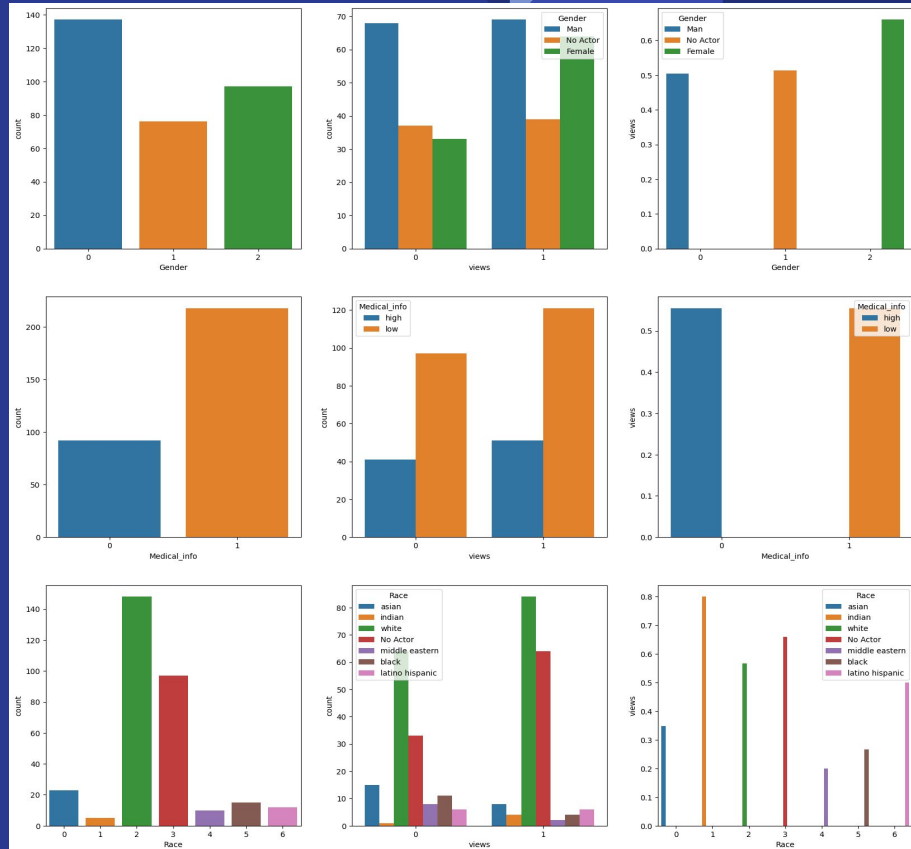 140
120
100
80
60
40
20
0
count
0 1 2
Gender
70
60
50
40
30
20
10
0
count
Gender
Man
No Actor
Female
0 1
views
0.6
0.5
0.4
0.3
0.2
0.1
0.0
views
Gender
Man
No Actor
Female
0 1 2
Gender
200
150
100
50
0
count
0 1
Medical_info
120
100
80
60
40
20
0
count
Medical_info
high
low
0 1
views
0.5
0.4
0.3
0.2
0.1
0.0
views
Medical_info
high
low
0 1
Medical_info
140
120
100
80
60
40
20
0
count
0 1 2 3 4 5 6
Race
80
70
60
50
40
30
20
10
0
count
Race
asian
indian
white
No Actor
middle eastern
black
latino hispanic
0 1
views
0.8
0.7
0.6
0.5
0.4
0.3
0.2
0.1
0.0
views
Race
asian
indian
white
No Actor
middle eastern
black
latino hispanic
0 1 2 3 4 5 6
Race